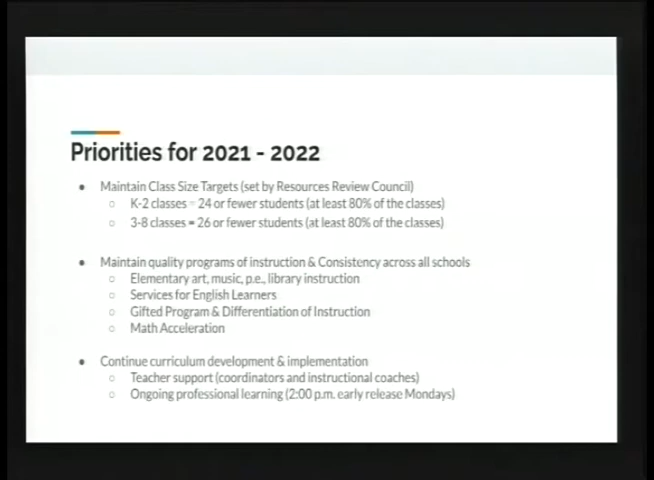 Priorities for 2021 - 2022
● Maintain Class Size Targets (set by Resources Review Council)
○ K-2 classes = 24 or fewer students (at least 80% of the classes)
○ 3-8 classes = 26 or fewer students (at least 80% of the classes)
● Maintain quality programs of instruction & Consistency across all schools
○ Elementary art, music, p.e., library instruction
○ Services for English Learners
○ Gifted Program & Differentiation of Instruction
○ Math Acceleration
● Continue curriculum development & implementation
○ Teacher support (coordinators and instructional coaches)
○ Ongoing professional learning (2:00 p.m. early release Mondays)